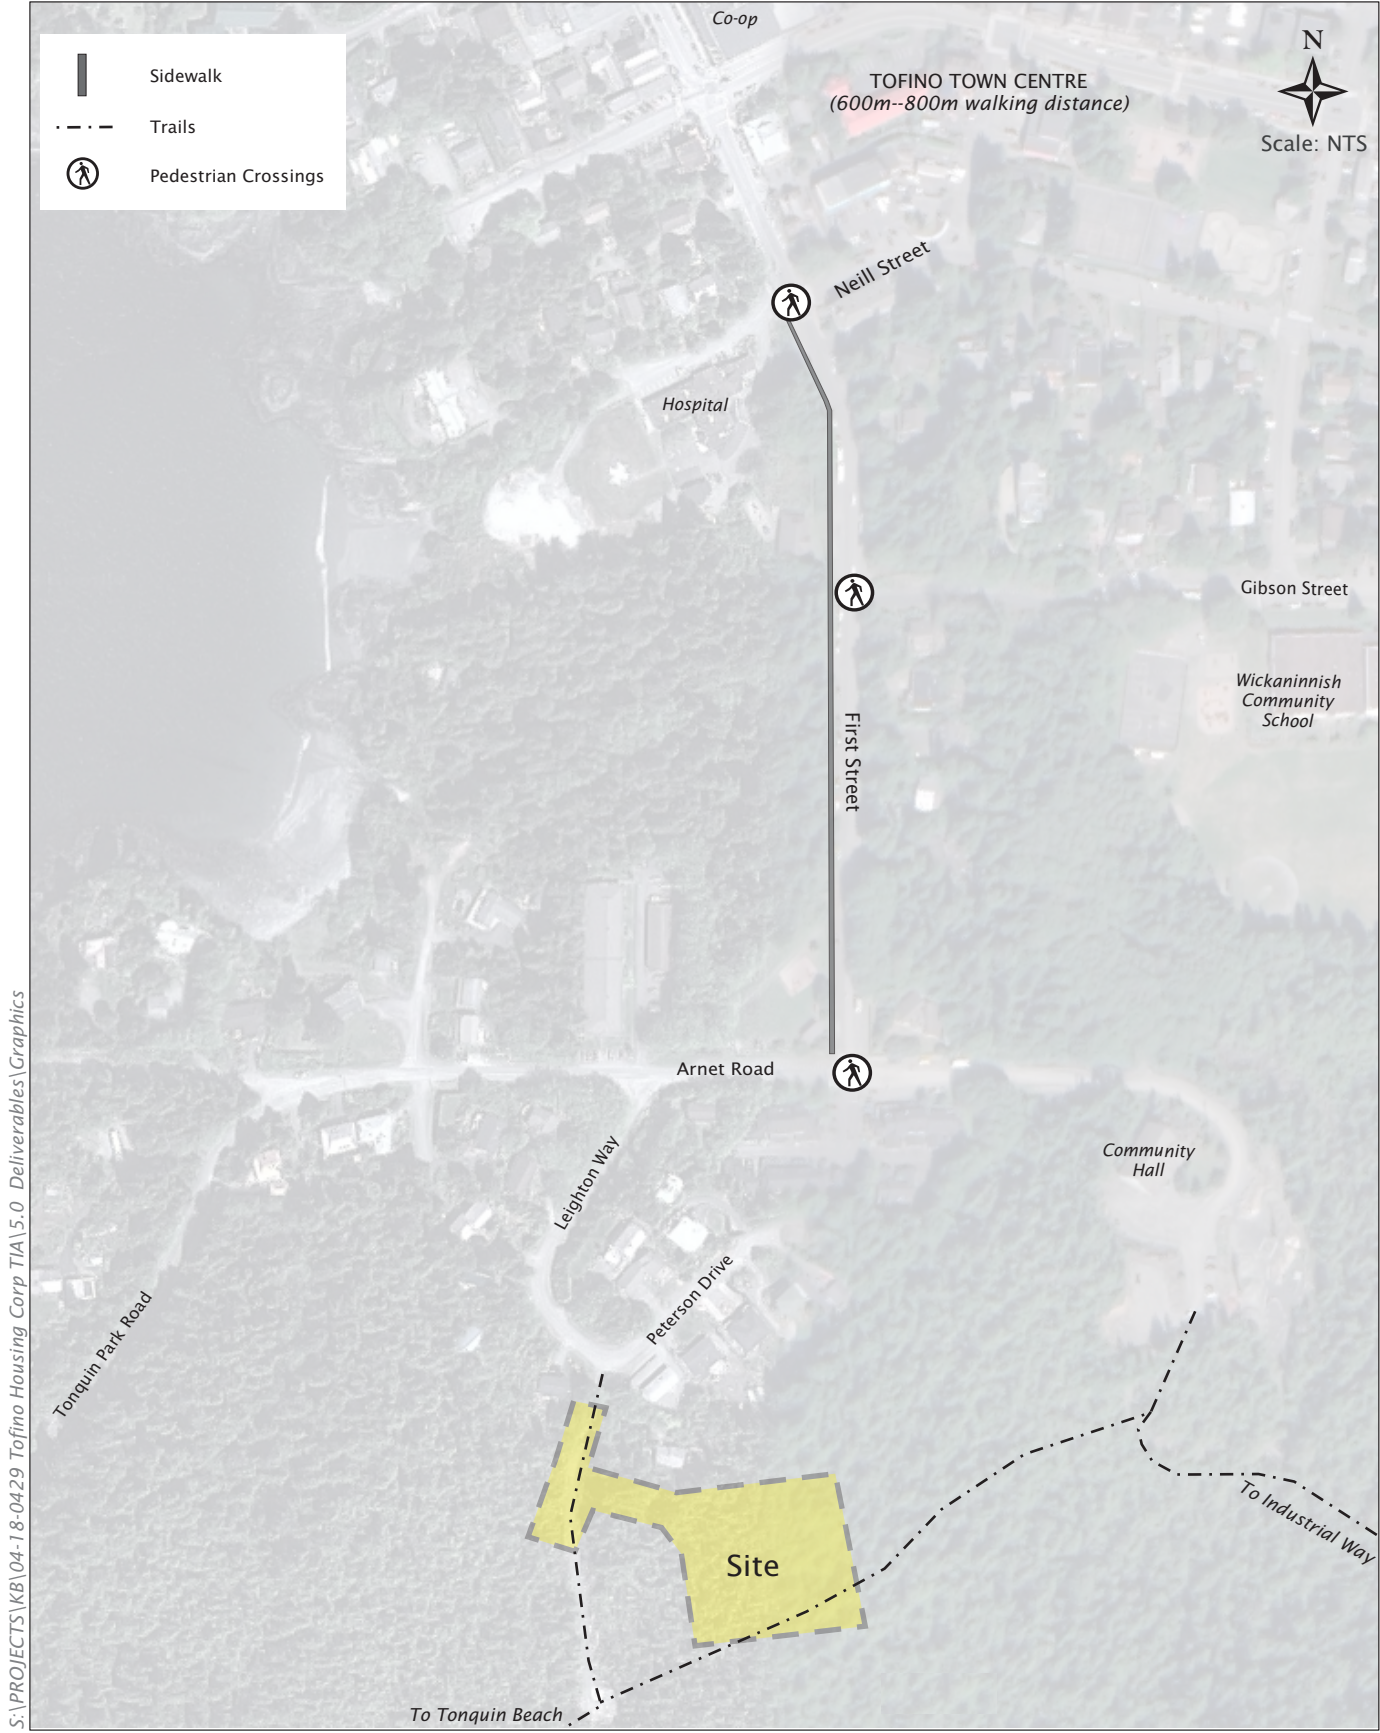 Co-op
Sidewalk
Trails
Pedestrian Crossings
TOFINO TOWN CENTRE
(600m--800m walking distance)
N
Scale: NTS
Neill Street
Hospital
Gibson Street
Wickaninnish
Community
School
First Street
Arnet Road
Leighton Way
Community
Hall
Peterson Drive
Tonquin Park Road
To Industrial Way
Site
To Tonquin Beach
S:\PROJECTS\KB\04-18-0429 Tofino Housing Corp TIA\5.0 Deliverables\Graphics